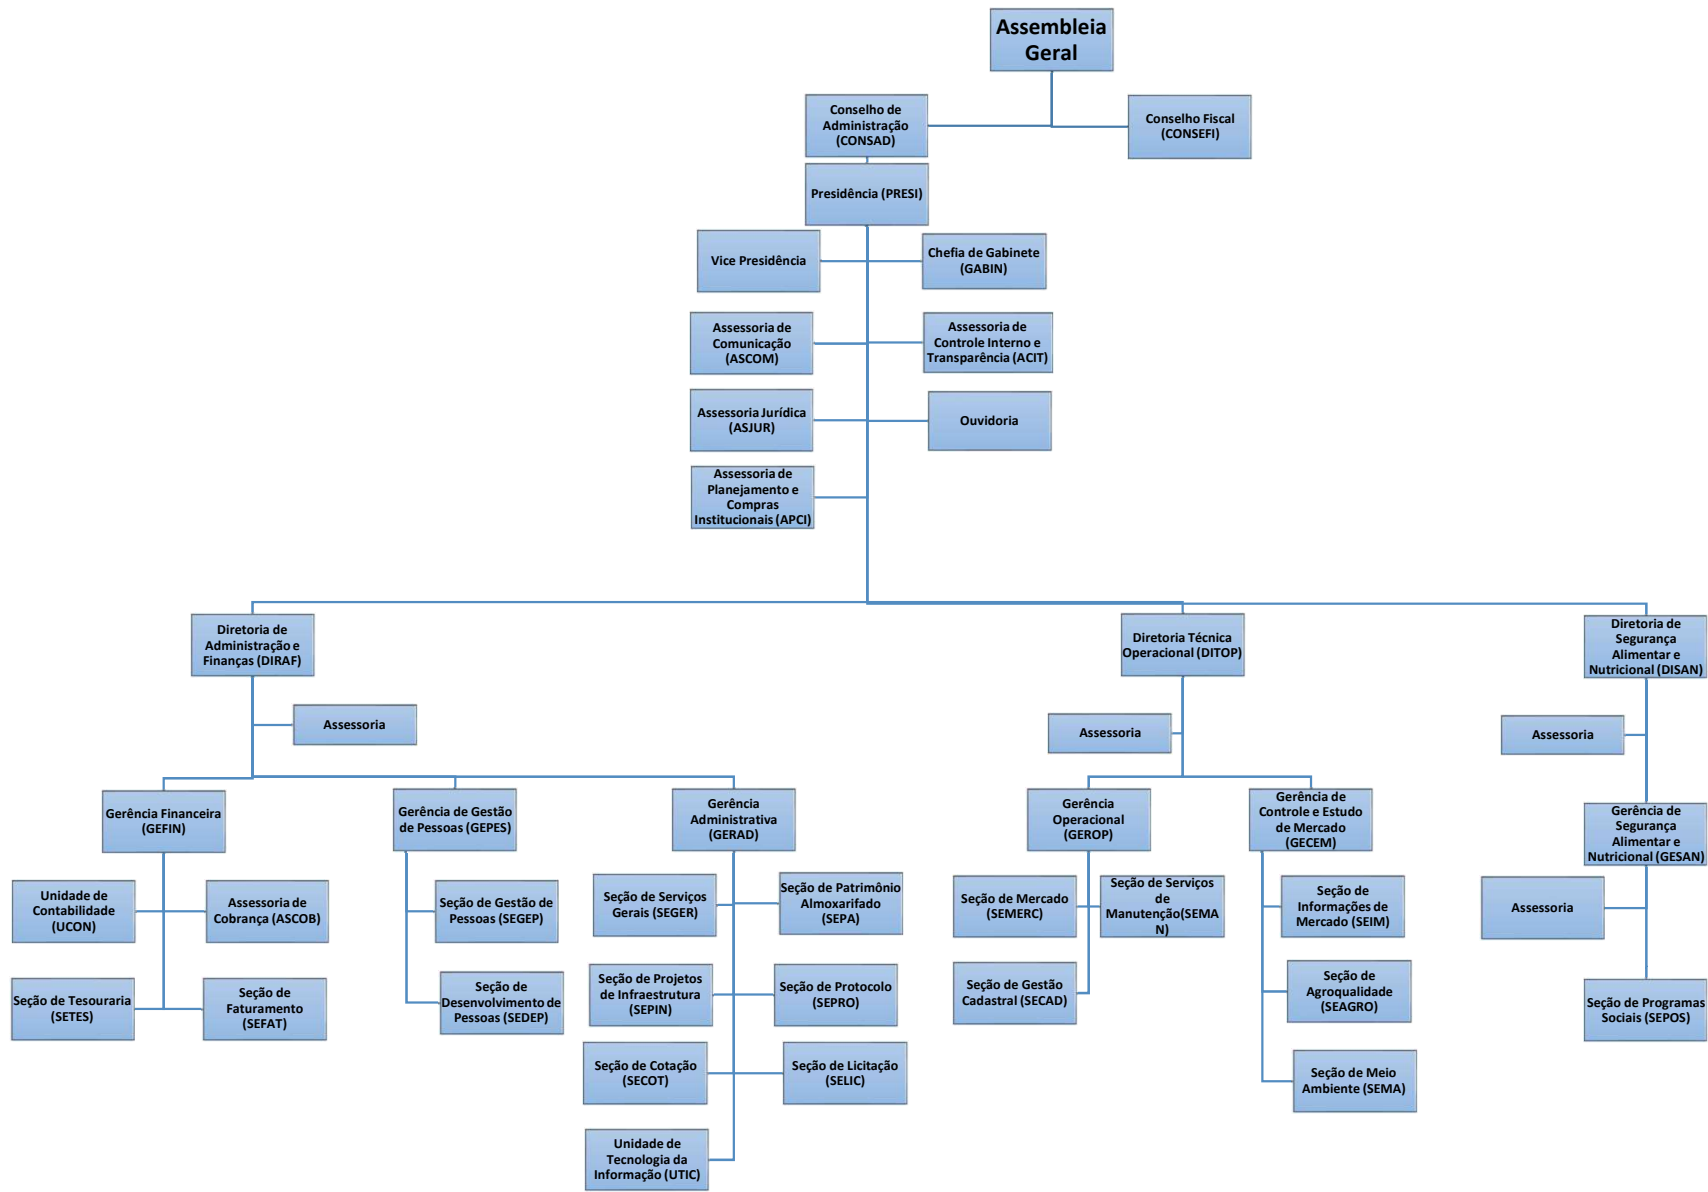 Assembleia
Geral
Conselho de
Administração
(CONSAD)
Conselho Fiscal
(CONSEFI)
Presidência (PRESI)
Vice Presidência
Chefia de Gabinete
(GABIN)
Assessoria de
Comunicação
(ASCOM)
Assessoria de
Controle Interno e
Transparência (ACIT)
Assessoria Jurídica
(ASJUR)
Ouvidoria
Assessoria de
Planejamento e
Compras
Institucionais (APCI)
Diretoria de
Administração e
Finanças (DIRAF)
Diretoria Técnica
Operacional (DITOP)
Diretoria de
Segurança
Alimentar e
Nutricional (DISAN)
Assessoria
Assessoria
Assessoria
Gerência Financeira
(GEFIN)
Gerência de Gestão
de Pessoas (GEPES)
Gerência
Administrativa
(GERAD)
Gerência
Operacional
(GEROP)
Gerência de
Controle e Estudo
de Mercado
(GECEM)
Gerência de
Segurança
Alimentar e
Nutricional (GESAN)
Unidade de
Contabilidade
(UCON)
Assessoria de
Cobrança (ASCOB)
Seção de Gestão de
Pessoas (SEGEP)
Seção de Serviços
Gerais (SEGER)
Seção de Patrimônio
Almoxarifado
(SEPA)
Seção de Mercado
(SEMERC)
Seção de Serviços
de
Manutenção(SEMA
N)
Seção de
Informações de
Mercado (SEIM)
Assessoria
Seção de Tesouraria
(SETES)
Seção de
Faturamento
(SEFAT)
Seção de
Desenvolvimento de
Pessoas (SEDEP)
Seção de Projetos
de Infraestrutura
(SEPIN)
Seção de Protocolo
(SEPRO)
Seção de Gestão
Cadastral (SECAD)
Seção de
Agroqualidade
(SEAGRO)
Seção de Programas
Sociais (SEPOS)
Seção de Cotação
(SECOT)
Seção de Licitação
(SELIC)
Seção de Meio
Ambiente (SEMA)
Unidade de
Tecnologia da
Informação (UTIC)